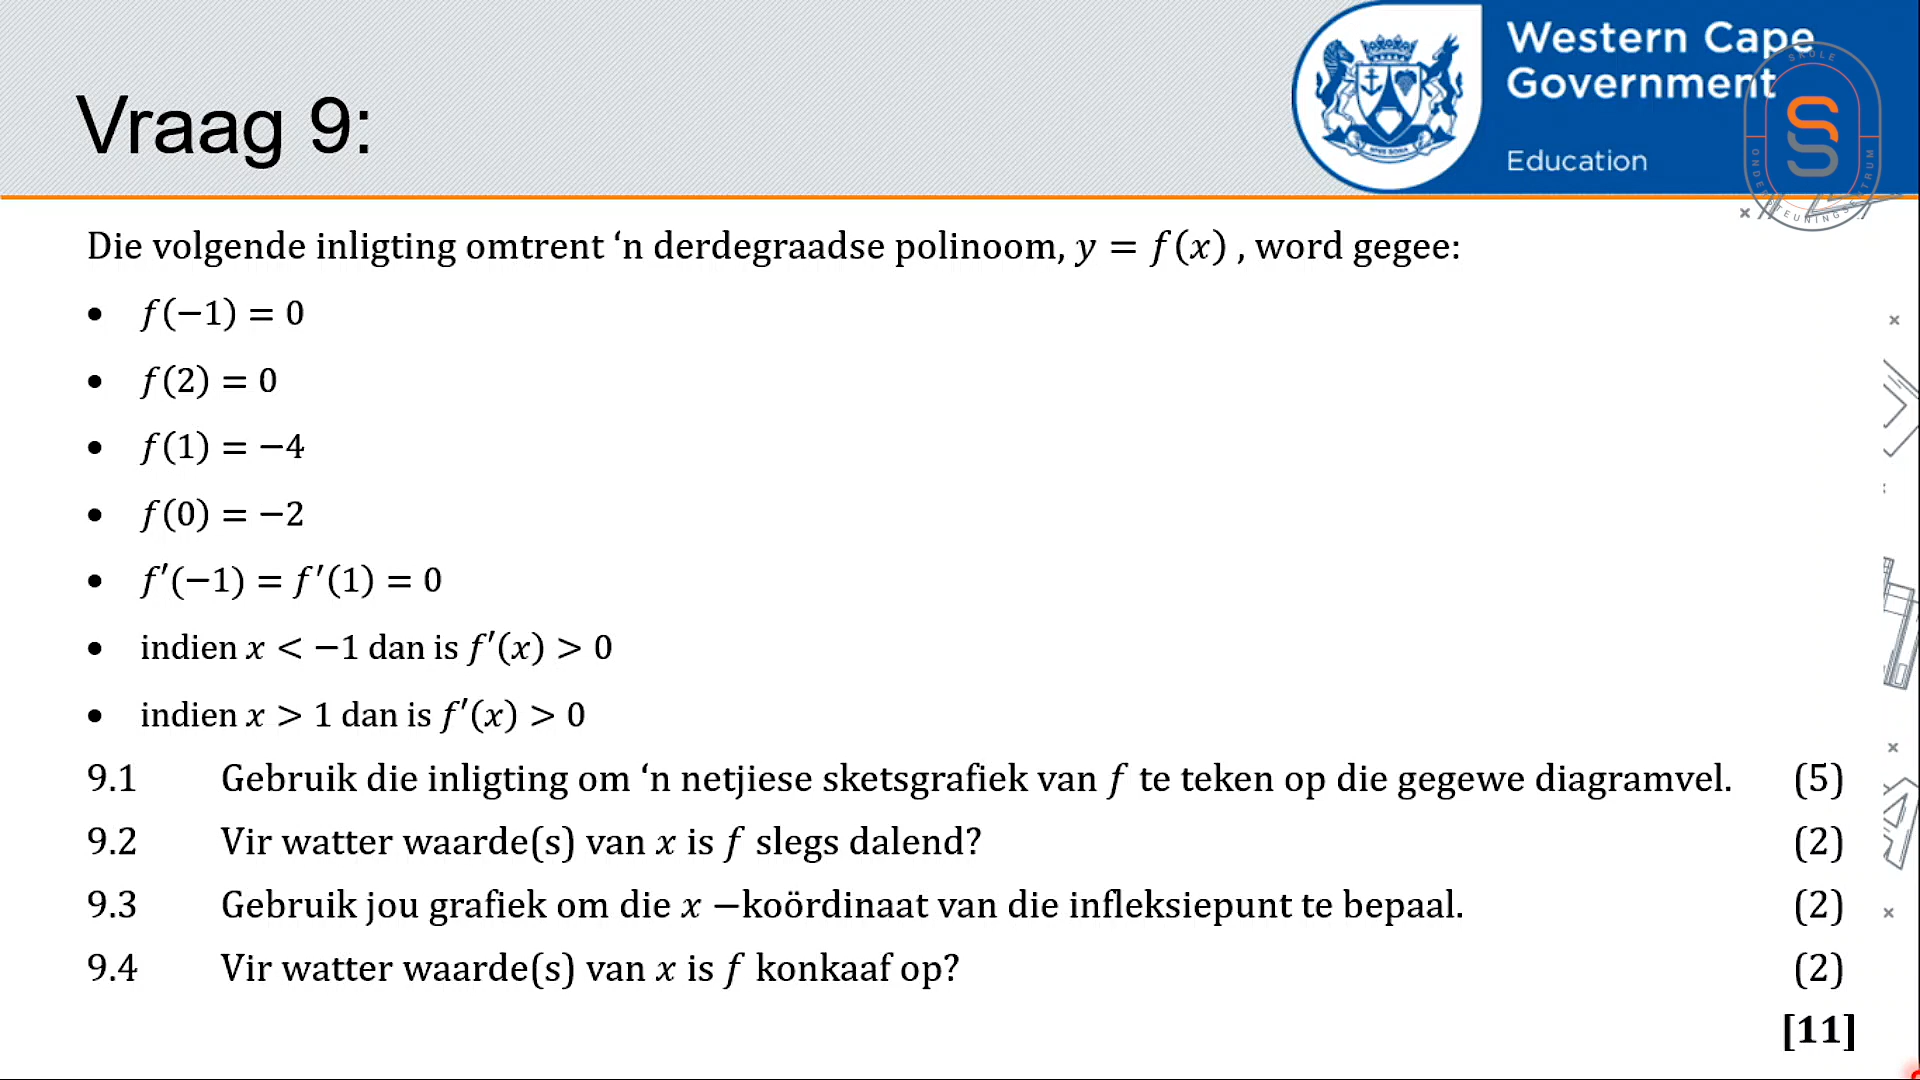 Western Cape
Government
Education
SKOLE
ONDERSTEUNINGSENTRUM
Vraag 9:
Die volgende inligting omtrent ‘n derdegraadse polinoom, y = f(x) , word gegee:
• f(−1) = 0
• f(2) = 0
• f(1) = −4
• f(0) = −2
• f′(−1) = f′(1) = 0
• indien x < −1 dan is f′(x) > 0
• indien x > 1 dan is f′(x) > 0
9.1 Gebruik die inligting om ‘n netjiese sketsgrafiek van f te teken op die gegewe diagramvel. (5)
9.2 Vir watter waarde(s) van x is f slegs dalend? (2)
9.3 Gebruik jou grafiek om die x −koördinaat van die infleksiepunt te bepaal. (2)
9.4 Vir watter waarde(s) van x is f konkaaf op? (2)
[11]